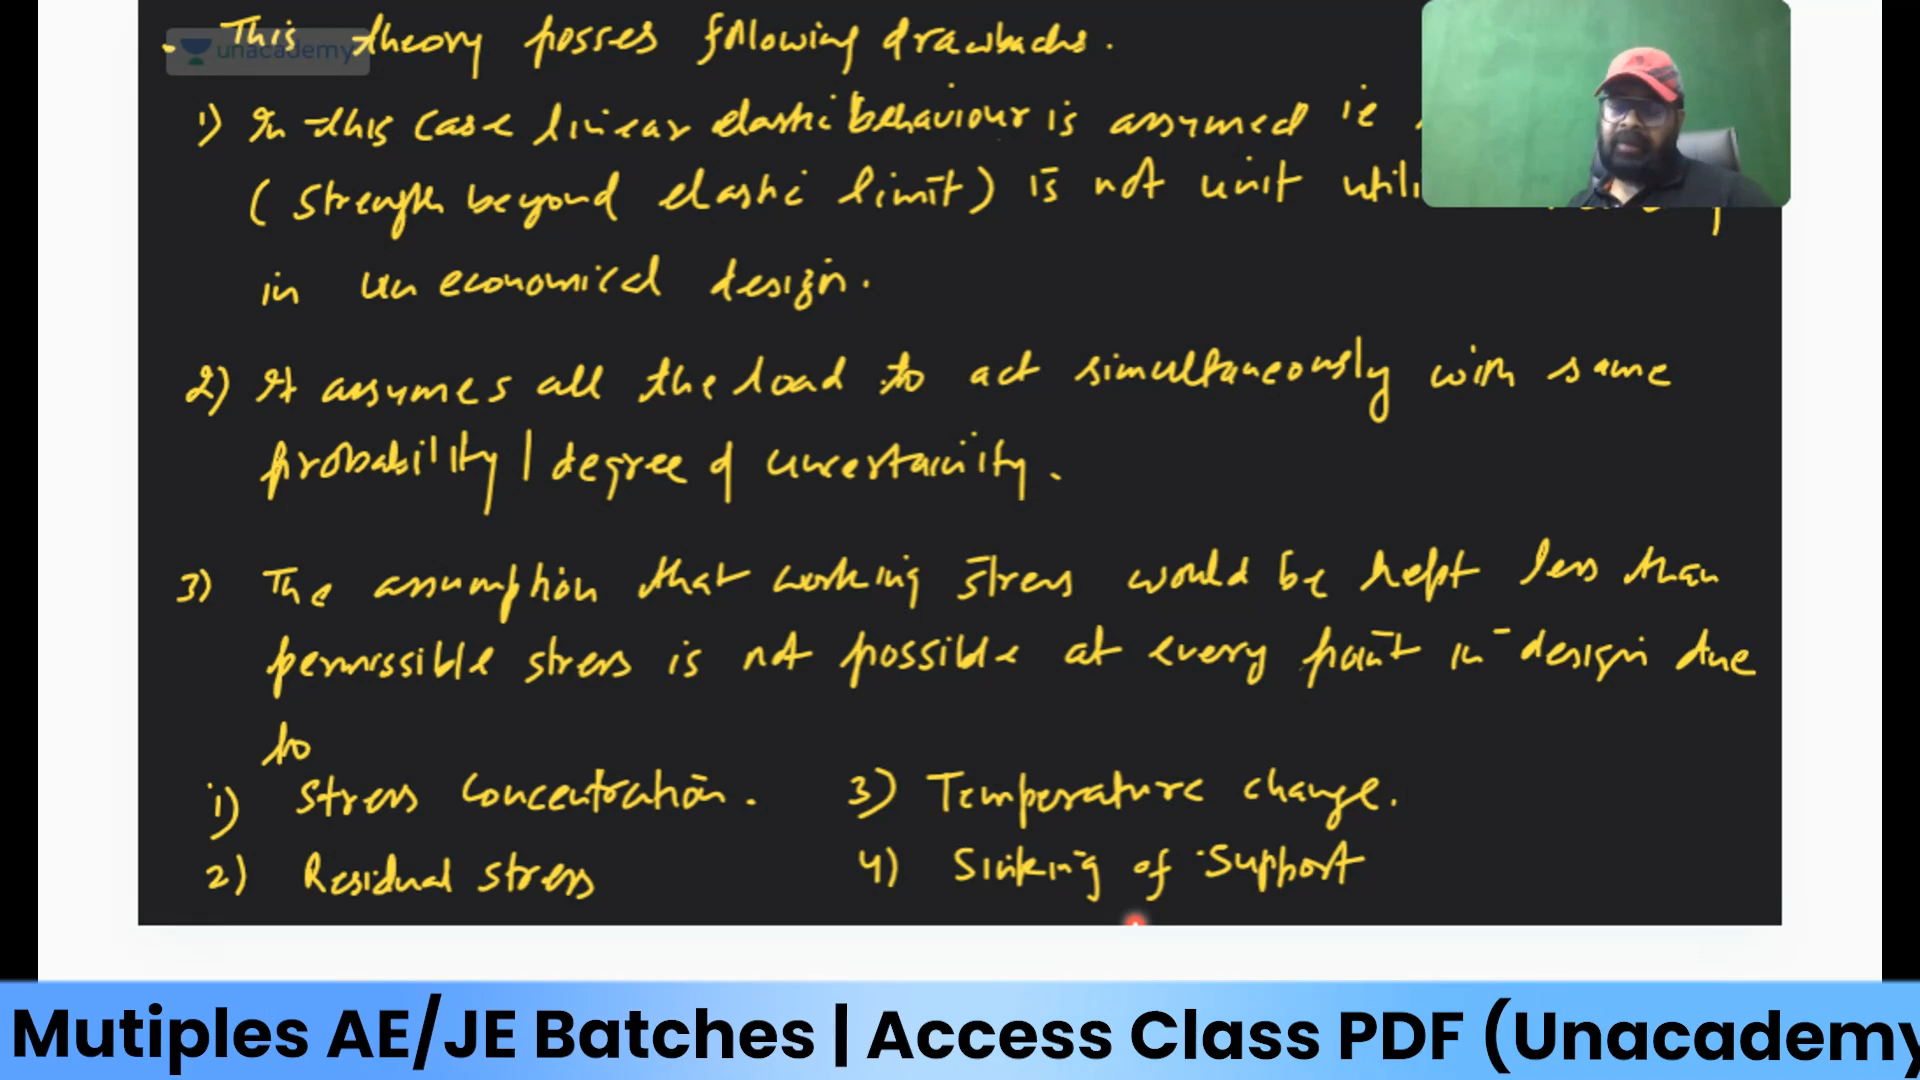 - This theory posses following drawbacks.
unacademy
1) In this case linear elastic behaviour is assumed ie
(strength beyond elastic limit) is not unit utili
in un economical design.
2) It assumes all the load to act simultaneously with same
probability / degree of uncertainity.
3) The assumption that working stress would be kept less than
permissible stress is not possible at every point in design due
to
i) Stress concentration. 3) Temperature change.
2) Residual stress 4) Sinking of Support
Mutiples AE/JE Batches | Access Class PDF (Unacademy